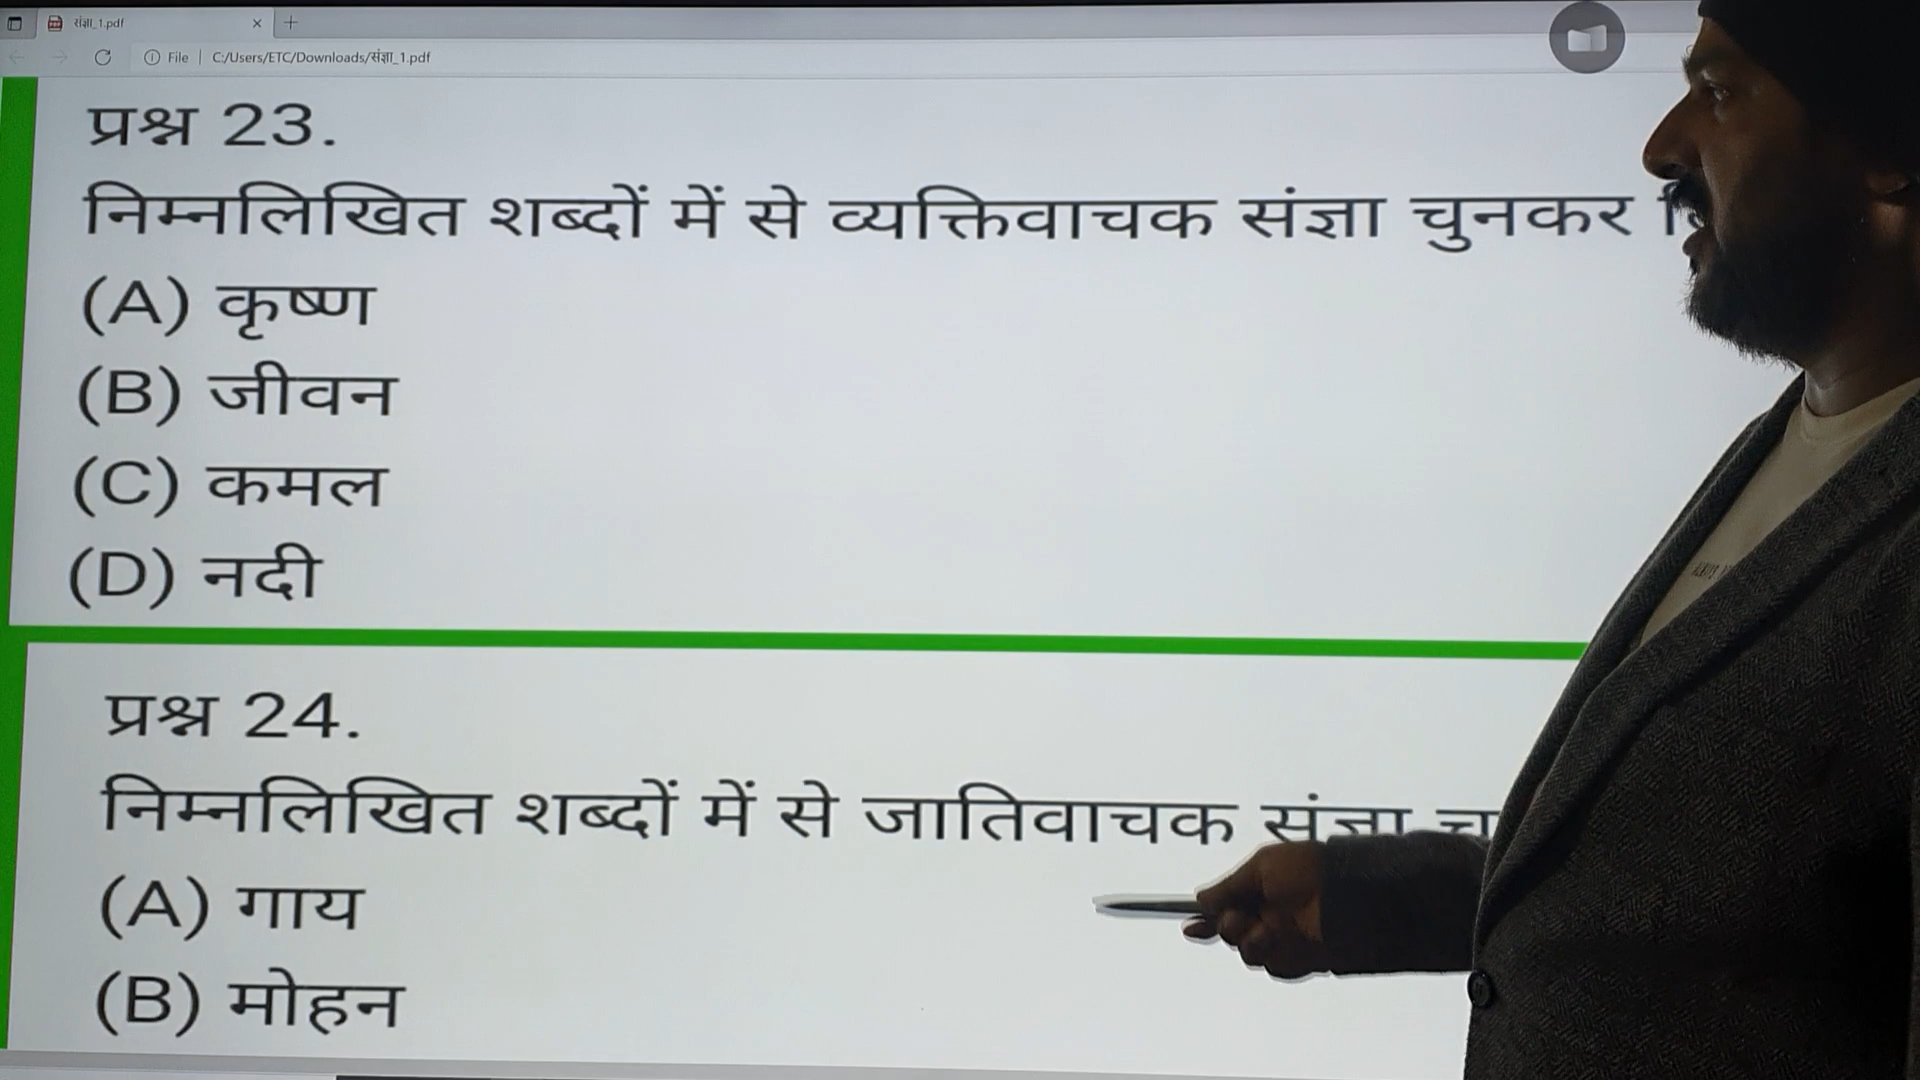 संज्ञा_1.pdf
File C:/Users/ETC/Downloads/संज्ञा_1.pdf
प्रश्न 23.
निम्नलिखित शब्दों में से व्यक्तिवाचक संज्ञा चुनकर
(A) कृष्ण
(B) जीवन
(C) कमल
(D) नदी
प्रश्न 24.
निम्नलिखित शब्दों में से जातिवाचक संज्ञा
(A) गाय
(B) मोहन